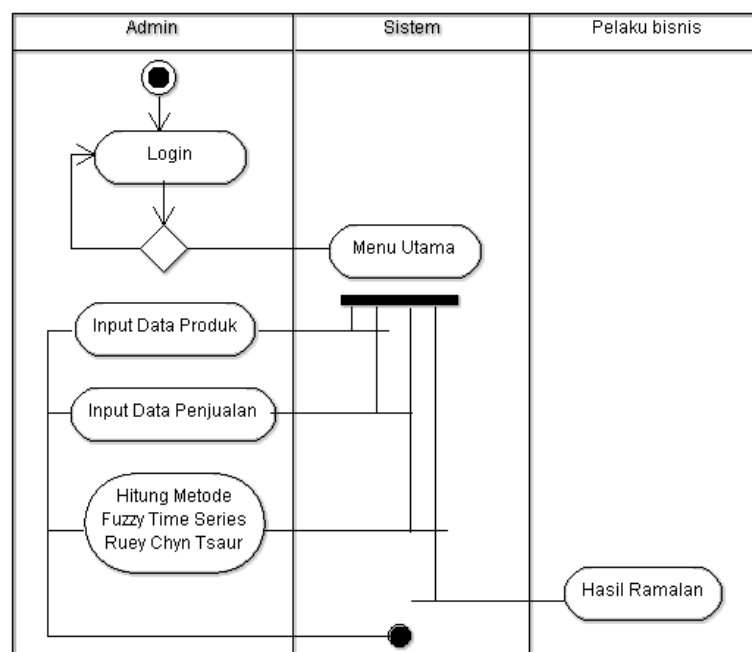 Admin
Sistem
Pelaku bisnis
Login
Menu Utama
Input Data Produk
Input Data Penjualan
Hitung Metode
Fuzzy Time Series
Ruey Chyn Tsaur
Hasil Ramalan